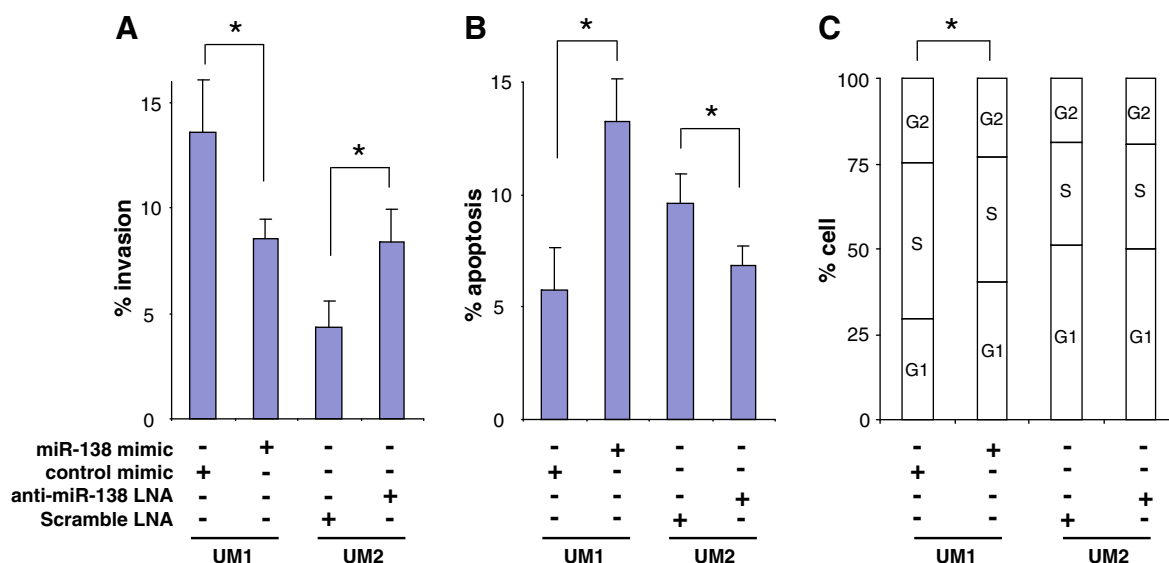 A
B
C
*
*
*
*
*
% invasion
15
10
5
0
% apoptosis
15
10
5
0
% cell
100
75
50
25
0
G2
S
G1
G2
S
G1
G2
S
G1
G2
S
G1
miR-138 mimic - + - - - + - - - + - -
control mimic + - - - + - - - + - - -
anti-miR-138 LNA - - - + - - - + - - - +
Scramble LNA - - + - - - + - - - + -
UM1 UM2 UM1 UM2 UM1 UM2